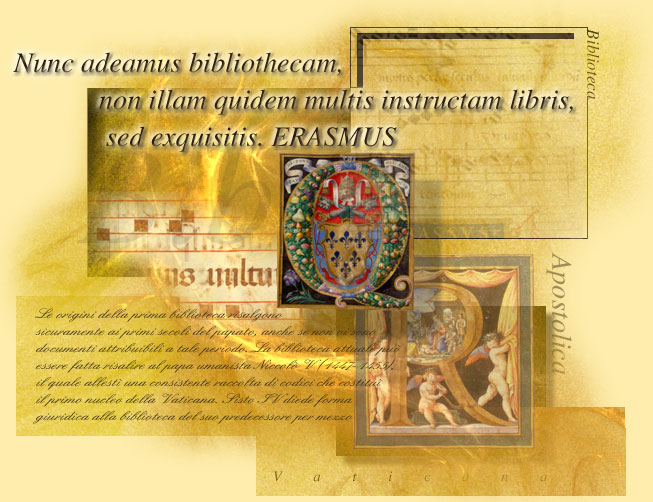 Nunc adeamus bibliothecam,
non illam quidem multis instructam libris,
sed exquisitis. ERASMUS
Biblioteca
Apostolica
Vaticana
Le origini della prima biblioteca risalgono
sicuramente ai primi secoli del papato, anche se non vi sono
documenti attribuibili a tale periodo. La biblioteca attuale può
essere fatta risalire al papa umanista Niccolò V (1447-1455),
il quale allestì una consistente raccolta di codici che costituì
il primo nucleo della Vaticana. Sisto IV diede forma
giuridica alla biblioteca del suo predecessore per mezzo
R